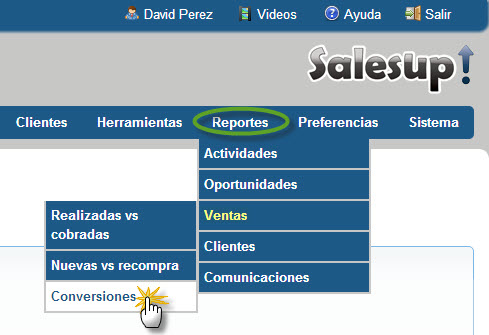 David Perez Videos Ayuda Salir
Salesup!
Clientes Herramientas Reportes Preferencias Sistema
Actividades
Oportunidades
Ventas
Clientes
Comunicaciones
Realizadas vs
cobradas
Nuevas vs recompra
Conversiones